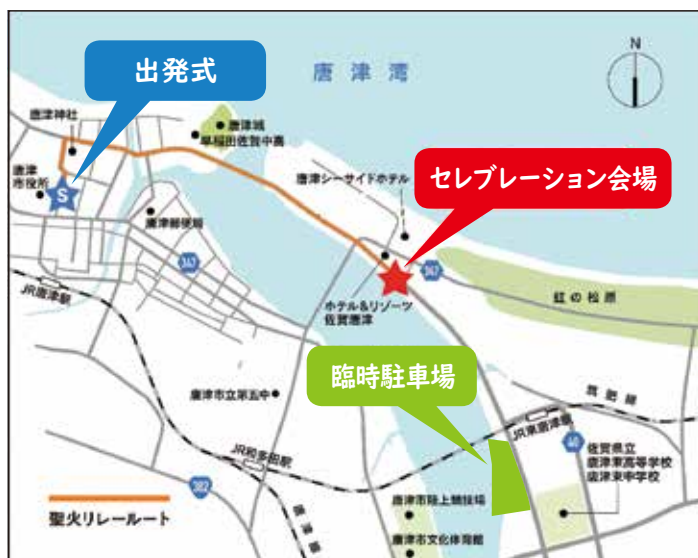 出発式
唐津湾
N
唐津神社
唐津城
早稲田佐賀中高
唐津
市役所
S
唐津シーサイドホテル
セレブレーション会場
唐津郵便局
347
347
虹の松原
JR唐津駅
ホテル&リゾーツ
佐賀唐津
臨時駐車場
唐津市立第五中
筑肥線
JR東唐津駅
JR和多田駅
40
佐賀県立
唐津東高等学校
唐津東中学校
202
聖火リレールート
唐津線
唐津市陸上競技場
唐津市文化体育館